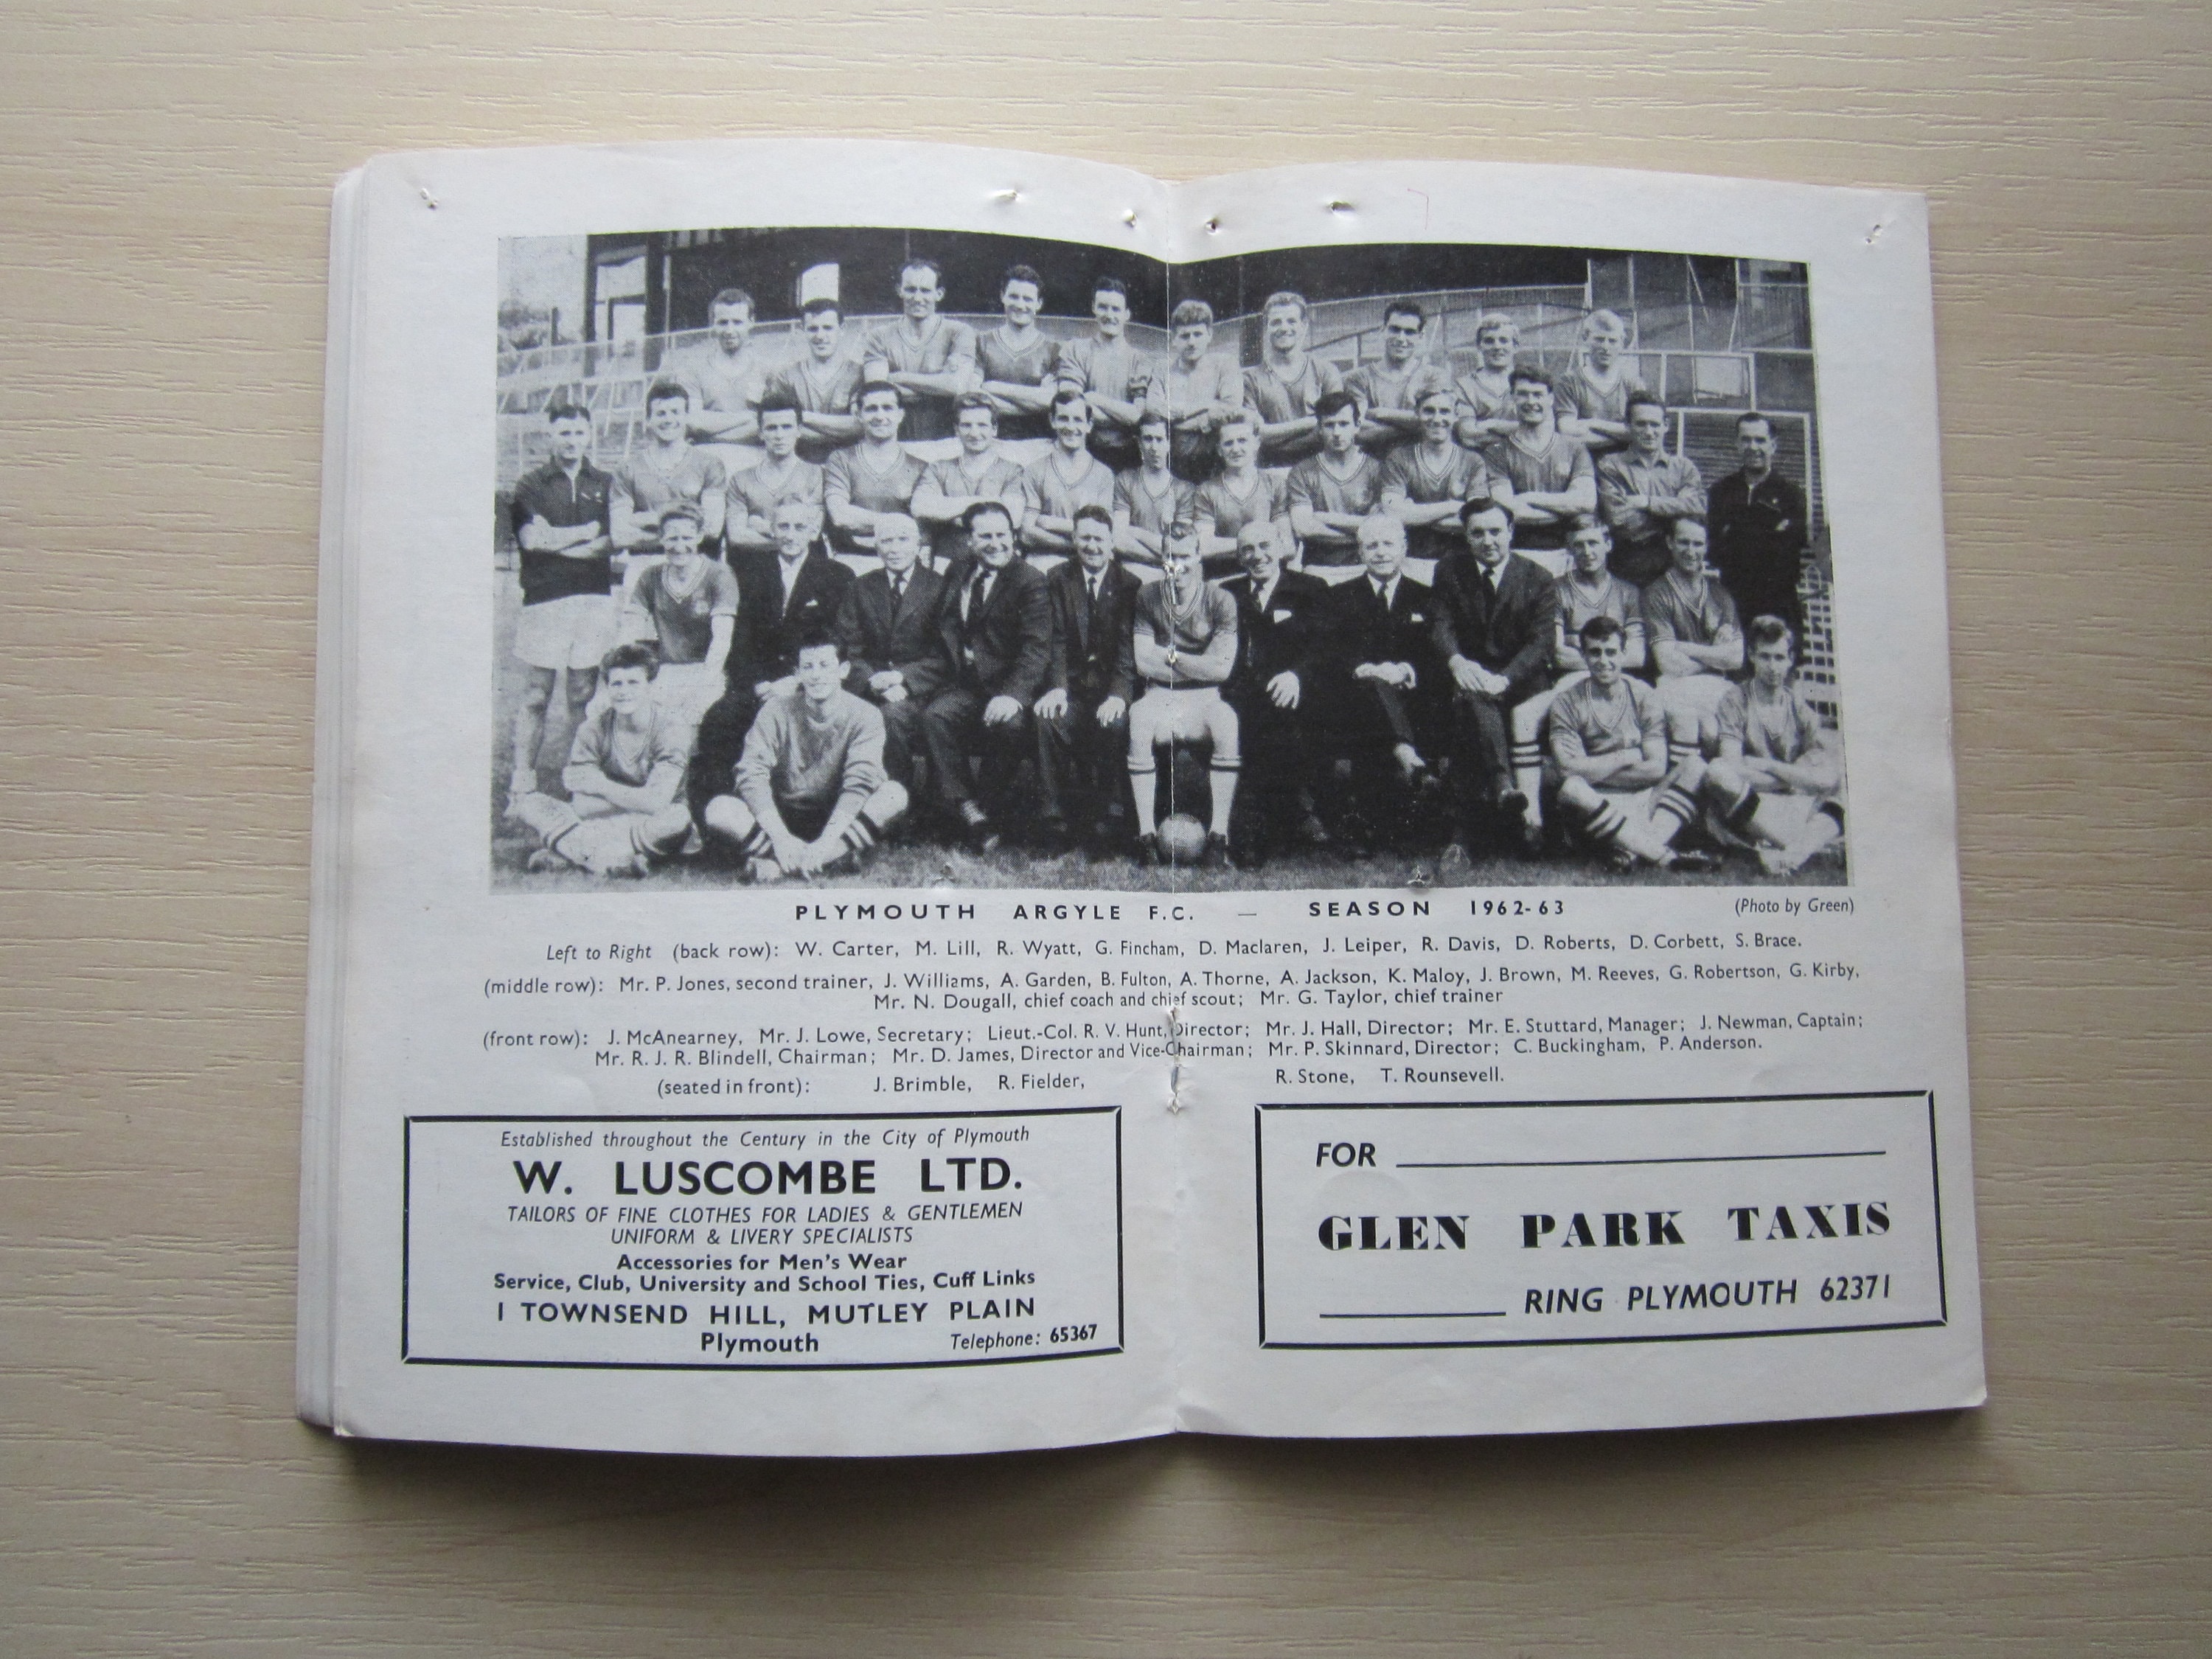 PLYMOUTH ARGYLE F.C. — SEASON 1962-63 (Photo by Green)
Left to Right (back row): W. Carter, M. Lill, R. Wyatt, G. Fincham, D. Maclaren, J. Leiper, R. Davis, D. Roberts, D. Corbett, S. Brace.
(middle row): Mr. P. Jones, second trainer, J. Williams, A. Garden, B. Fulton, A. Thorne, A. Jackson, K. Maloy, J. Brown, M. Reeves, G. Robertson, G. Kirby,
Mr. N. Dougall, chief coach and chief scout; Mr. G. Taylor, chief trainer
(front row): J. McAnearney, Mr. J. Lowe, Secretary; Lieut.-Col. R. V. Hunt, Director; Mr. J. Hall, Director; Mr. E. Stuttard, Manager; J. Newman, Captain;
Mr. R. J. R. Blindell, Chairman; Mr. D. James, Director and Vice-Chairman; Mr. P. Skinnard, Director; C. Buckingham, P. Anderson.
(seated in front): J. Brimble, R. Fielder, R. Stone, T. Rounsevell.
Established throughout the Century in the City of Plymouth
W. LUSCOMBE LTD.
TAILORS OF FINE CLOTHES FOR LADIES & GENTLEMEN
UNIFORM & LIVERY SPECIALISTS
Accessories for Men's Wear
Service, Club, University and School Ties, Cuff Links
1 TOWNSEND HILL, MUTLEY PLAIN
Plymouth Telephone: 65367
FOR
GLEN PARK TAXIS
RING PLYMOUTH 62371